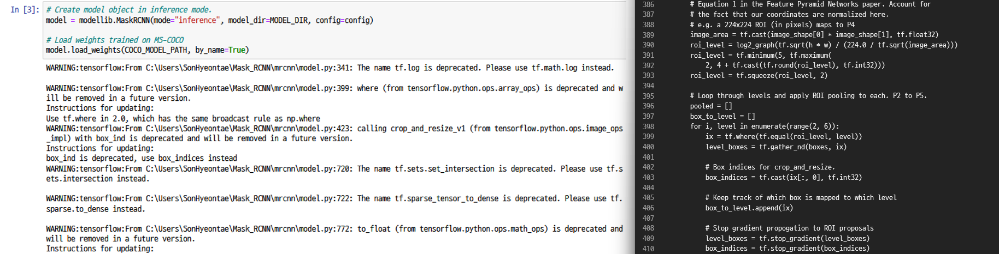 In [3]: # Create model object in inference mode.
model = modellib.MaskRCNN(mode="inference", model_dir=MODEL_DIR, config=config)
# Load weights trained on MS-COCO
model.load_weights(COCO_MODEL_PATH, by_name=True)
WARNING:tensorflow:From C:\Users\SonHyeontae\Mask_RCNN\mrcnn\model.py:341: The name tf.log is deprecated. Please use tf.math.log instead.
WARNING:tensorflow:From C:\Users\SonHyeontae\Mask_RCNN\mrcnn\model.py:399: where (from tensorflow.python.ops.array_ops) is deprecated and w
ill be removed in a future version.
Instructions for updating:
Use tf.where in 2.0, which has the same broadcast rule as np.where
WARNING:tensorflow:From C:\Users\SonHyeontae\Mask_RCNN\mrcnn\model.py:423: calling crop_and_resize_v1 (from tensorflow.python.ops.image_ops
_impl) with box_ind is deprecated and will be removed in a future version.
Instructions for updating:
box_ind is deprecated, use box_indices instead
WARNING:tensorflow:From C:\Users\SonHyeontae\Mask_RCNN\mrcnn\model.py:720: The name tf.sets.set_intersection is deprecated. Please use tf.s
ets.intersection instead.
WARNING:tensorflow:From C:\Users\SonHyeontae\Mask_RCNN\mrcnn\model.py:722: The name tf.sparse_tensor_to_dense is deprecated. Please use tf.
sparse.to_dense instead.
WARNING:tensorflow:From C:\Users\SonHyeontae\Mask_RCNN\mrcnn\model.py:772: to_float (from tensorflow.python.ops.math_ops) is deprecated and
will be removed in a future version.
Instructions for updating:
386 # Equation 1 in the Feature Pyramid Networks paper. Account for
387 # the fact that our coordinates are normalized here.
388 # e.g. a 224x224 ROI (in pixels) maps to P4
389 image_area = tf.cast(image_shape[0] * image_shape[1], tf.float32)
390 roi_level = log2_graph(tf.sqrt(h * w) / (224.0 / tf.sqrt(image_area)))
391 roi_level = tf.minimum(5, tf.maximum(
392 2, 4 + tf.cast(tf.round(roi_level), tf.int32)))
393 roi_level = tf.squeeze(roi_level, 2)
394
395 # Loop through levels and apply ROI pooling to each. P2 to P5.
396 pooled = []
397 box_to_level = []
398 for i, level in enumerate(range(2, 6)):
399 ix = tf.where(tf.equal(roi_level, level))
400 level_boxes = tf.gather_nd(boxes, ix)
401
402 # Box indices for crop_and_resize.
403 box_indices = tf.cast(ix[:, 0], tf.int32)
404
405 # Keep track of which box is mapped to which level
406 box_to_level.append(ix)
407
408 # Stop gradient propogation to ROI proposals
409 level_boxes = tf.stop_gradient(level_boxes)
410 box_indices = tf.stop_gradient(box_indices)